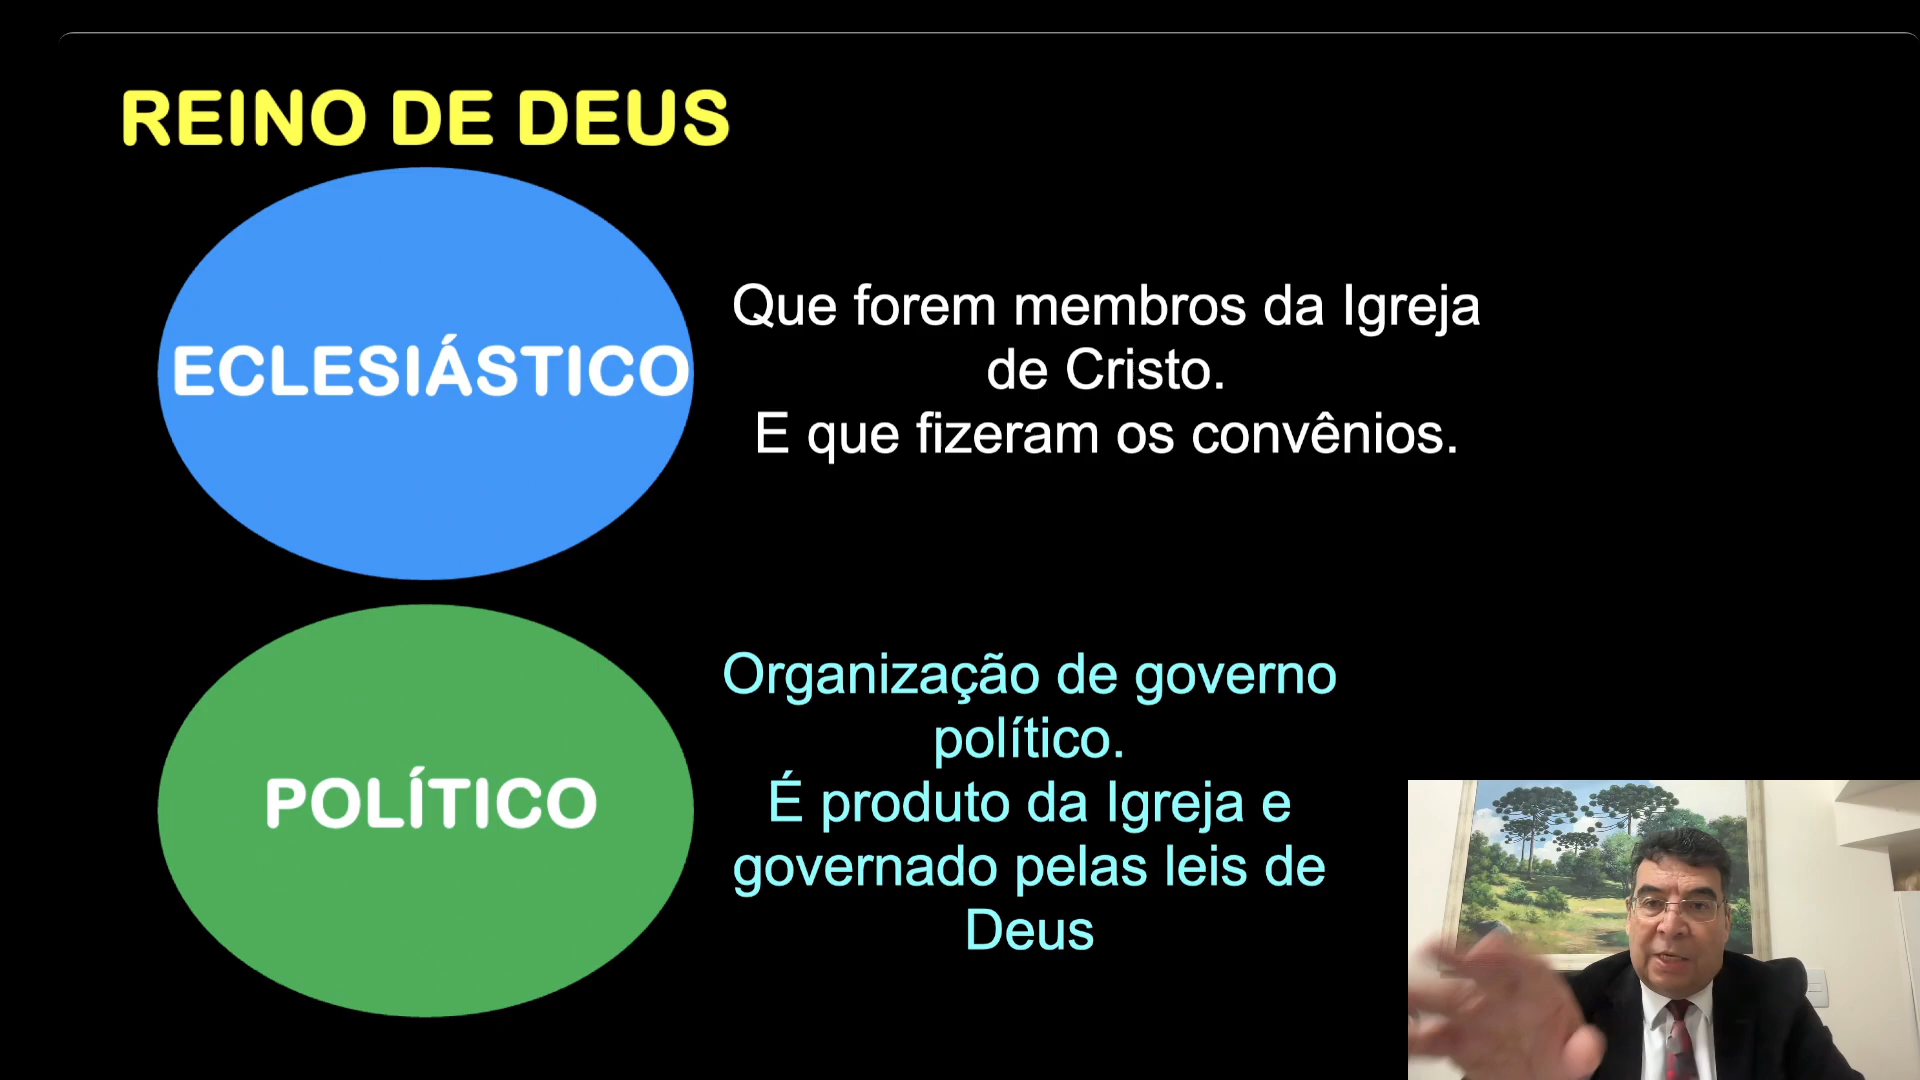 REINO DE DEUS
ECLESIÁSTICO
Que forem membros da Igreja
de Cristo.
E que fizeram os convênios.
POLÍTICO
Organização de governo
político.
É produto da Igreja e
governado pelas leis de
Deus